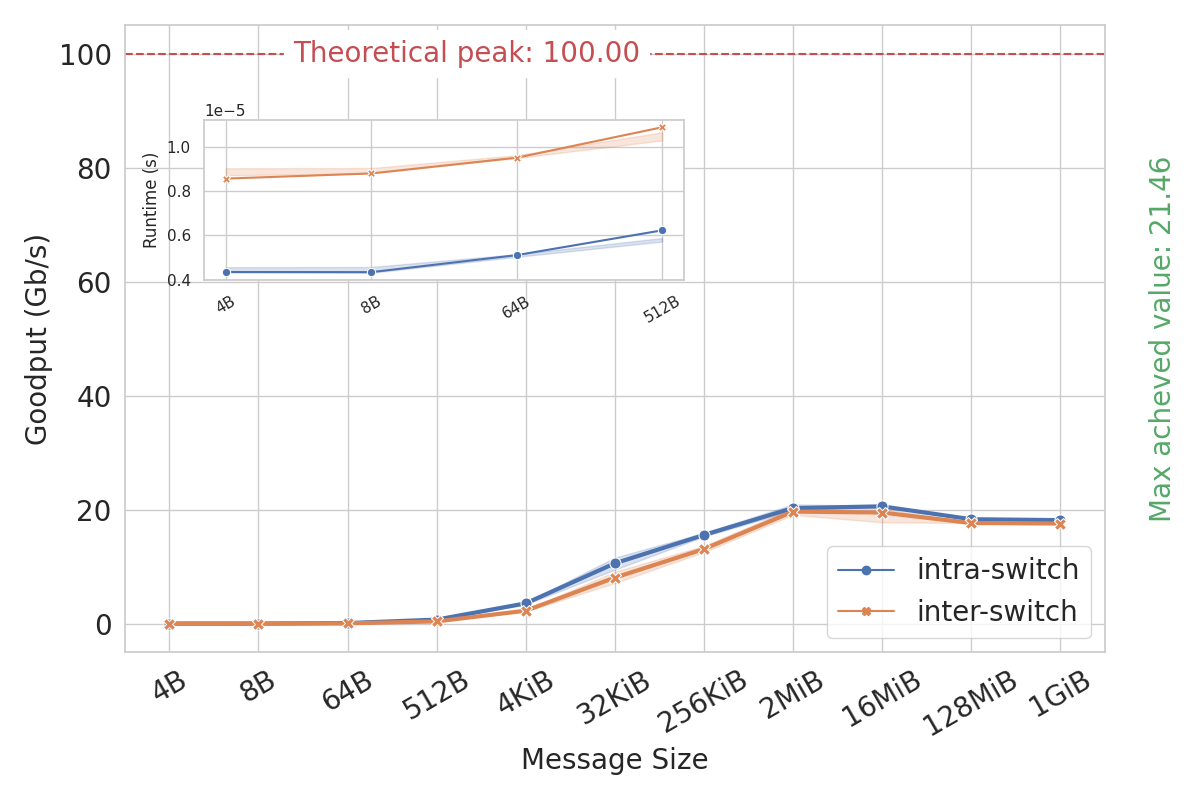 Theoretical peak: 100.00
100
80
60
40
20
0
Goodput (Gb/s)
1e−5
1.0
0.8
0.6
0.4
Runtime (s)
4B
8B
64B
512B
Max acheved value: 21.46
intra-switch
inter-switch
4B
8B
64B
512B
4KiB
32KiB
256KiB
2MiB
16MiB
128MiB
1GiB
Message Size